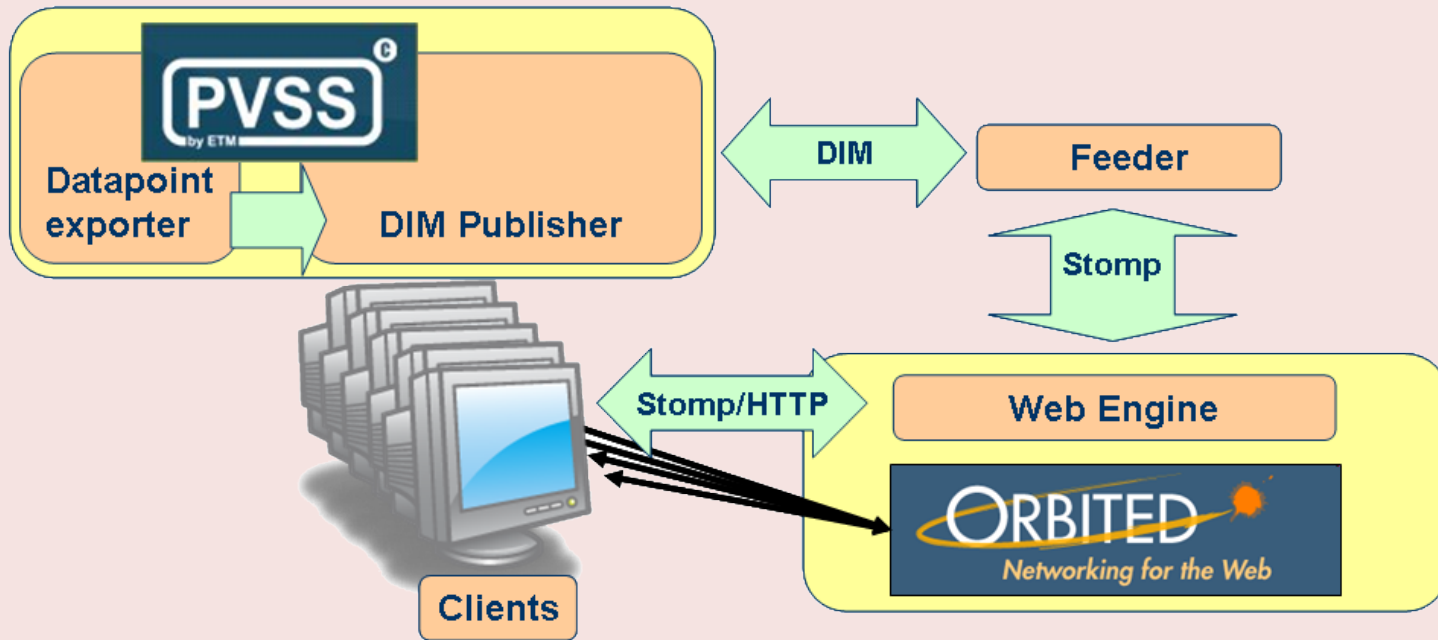 ©
PVSS
by ETM
Datapoint
exporter
DIM Publisher
DIM
Feeder
Stomp
Stomp/HTTP
Web Engine
ORBITED
Networking for the Web
Clients